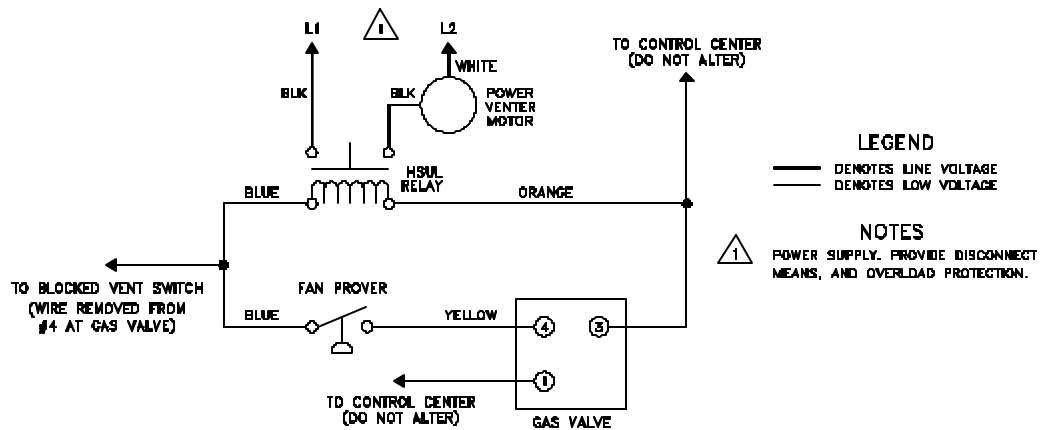 L1
1
L2
WHITE
BLK
BLK
POWER
VENTER
MOTOR
TO CONTROL CENTER
(DO NOT ALTER)
LEGEND
DENOTES LINE VOLTAGE
DENOTES LOW VOLTAGE
HSUL
RELAY
BLUE
ORANGE
NOTES
1
POWER SUPPLY. PROVIDE DISCONNECT
MEANS, AND OVERLOAD PROTECTION.
TO BLOCKED VENT SWITCH
(WIRE REMOVED FROM
#4 AT GAS VALVE)
FAN PROVER
BLUE
YELLOW
4
3
1
TO CONTROL CENTER
(DO NOT ALTER)
GAS VALVE